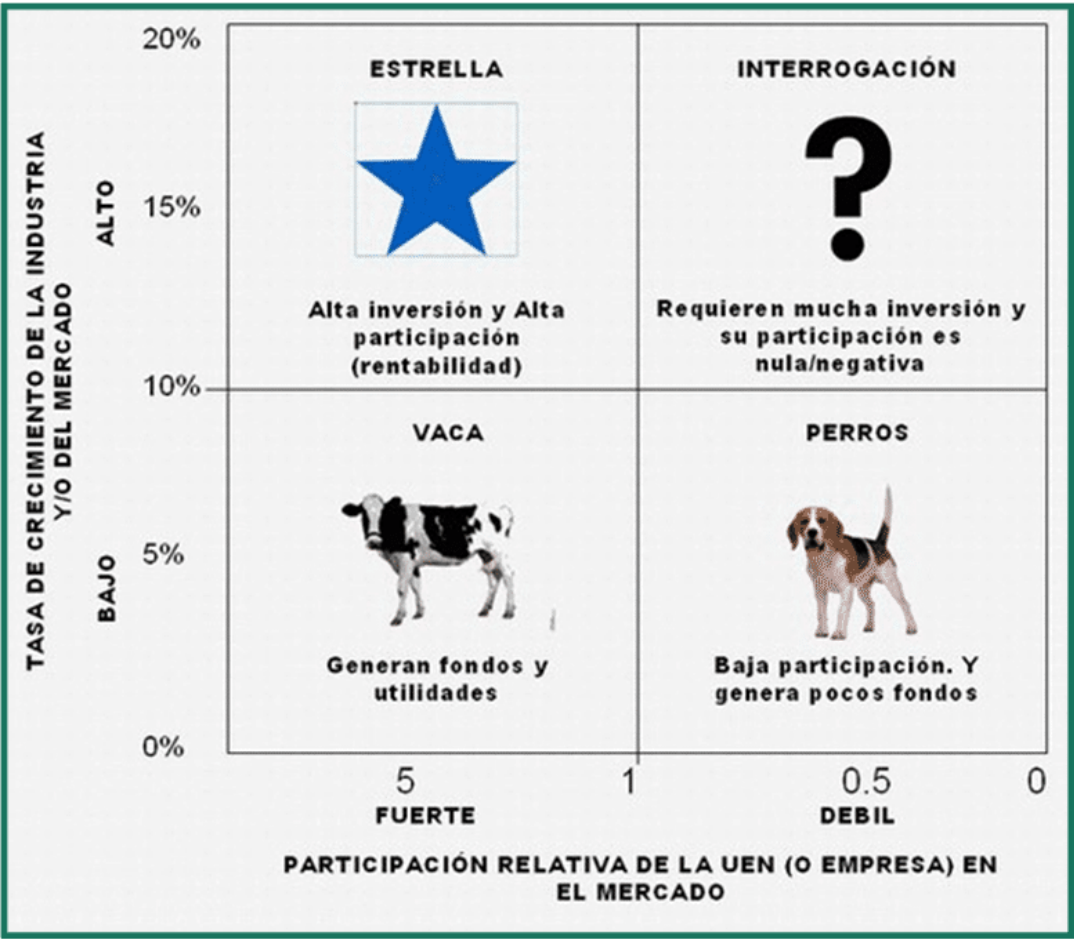 TASA DE CRECIMIENTO DE LA INDUSTRIA
Y/O DEL MERCADO
ALTO
BAJO
20%
15%
10%
5%
0%
ESTRELLA
Alta inversión y Alta
participación
(rentabilidad)
INTERROGACIÓN
?
Requieren mucha inversión y
su participación es
nula/negativa
VACA
Generan fondos y
utilidades
PERROS
Baja participación. Y
genera pocos fondos
5
1
0.5
0
FUERTE
DEBIL
PARTICIPACIÓN RELATIVA DE LA UEN (O EMPRESA) EN
EL MERCADO